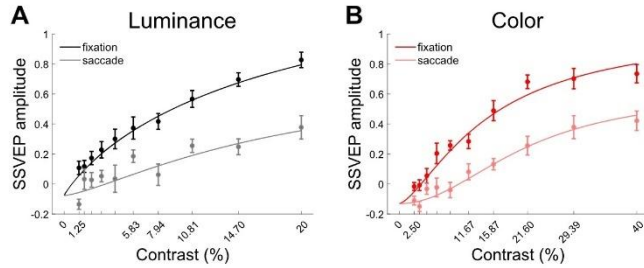 A
Luminance
fixation
saccade
SSVEP amplitude
1
0.8
0.6
0.4
0.2
0
-0.2
0
1.25
5.83
7.94
10.81
14.70
20
Contrast (%)
B
Color
fixation
saccade
SSVEP amplitude
1
0.8
0.6
0.4
0.2
0
-0.2
0
2.50
11.67
15.87
21.60
29.39
40
Contrast (%)